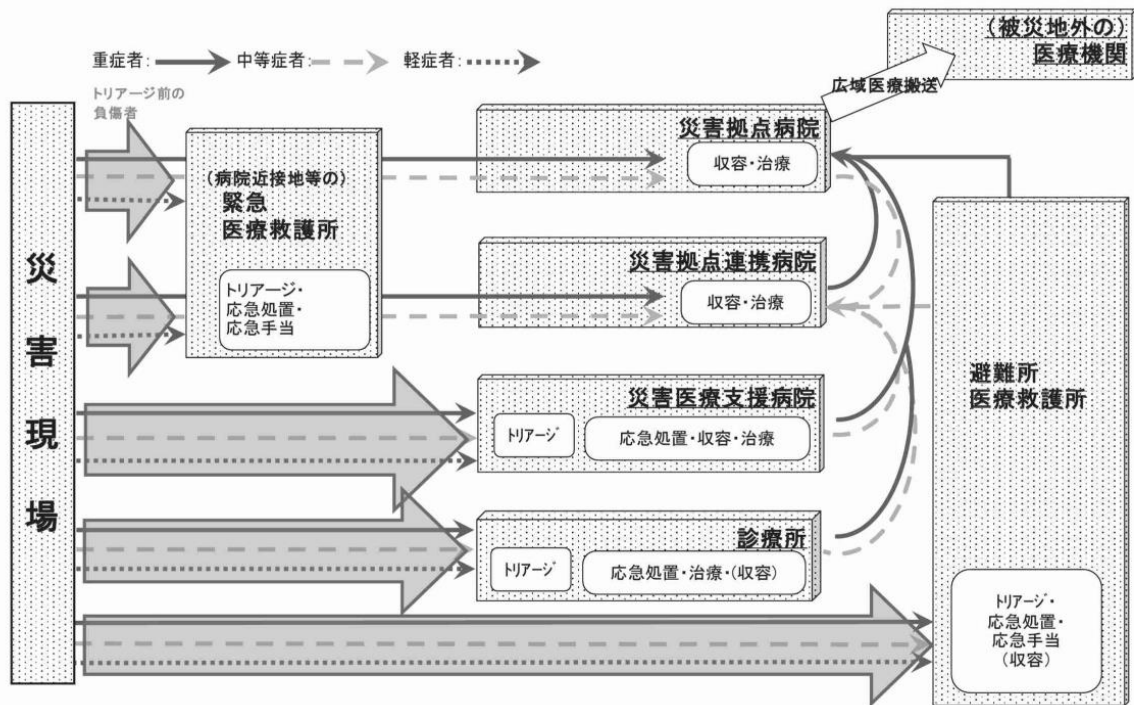 (被災地外の)
医療機関
重症者:
中等症者:
軽症者:
広域医療搬送
トリアージ前の
負傷者
災害現場
(病院近接地等の)
緊急
医療救護所
トリアージ・
応急処置・
応急手当
災害拠点病院
収容・治療
災害拠点連携病院
収容・治療
災害医療支援病院
トリアージ
応急処置・収容・治療
診療所
トリアージ
応急処置・治療・(収容)
避難所
医療救護所
トリアージ・
応急処置・
応急手当
(収容)